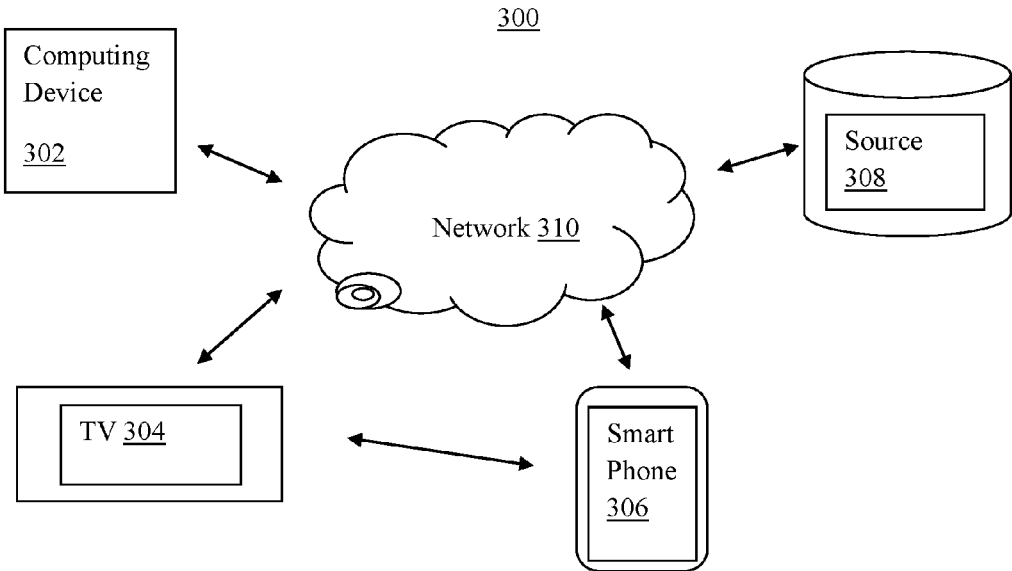 300
Computing
Device
302
Source
308
Network 310
TV 304
Smart
Phone
306